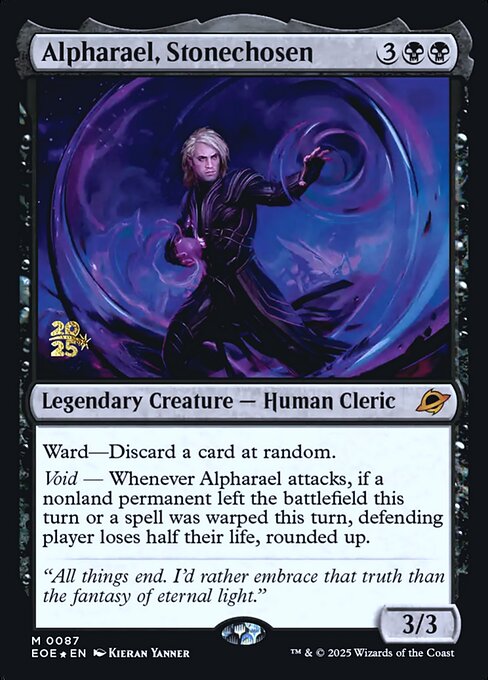 Alpharael, Stonechosen 3
2025
Legendary Creature — Human Cleric
Ward—Discard a card at random.
Void — Whenever Alpharael attacks, if a
nonland permanent left the battlefield this
turn or a spell was warped this turn, defending
player loses half their life, rounded up.
“All things end. I’d rather embrace that truth than
the fantasy of eternal light.”
3/3
M 0087
EOE★EN Kieran Yanner
™ & © 2025 Wizards of the Coast